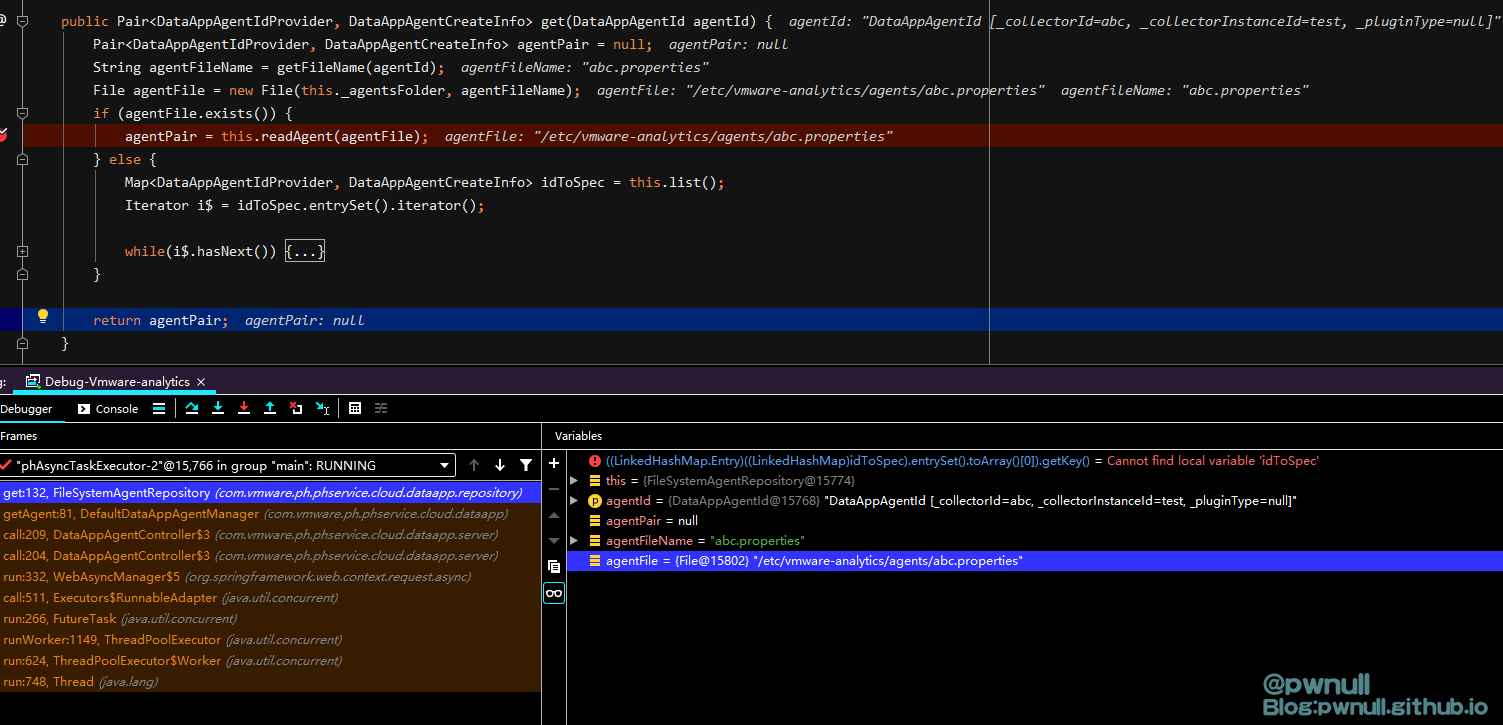 public Pair<DataAppAgentIdProvider, DataAppAgentCreateInfo> get(DataAppAgentId agentId) { agentId: "DataAppAgentId [_collectorId=abc, _collectorInstanceId=test, _pluginType=null]"
Pair<DataAppAgentIdProvider, DataAppAgentCreateInfo> agentPair = null; agentPair: null
String agentFileName = getFileName(agentId); agentFileName: "abc.properties"
File agentFile = new File(this._agentsFolder, agentFileName); agentFile: "/etc/vmware-analytics/agents/abc.properties" agentFileName: "abc.properties"
if (agentFile.exists()) {
agentPair = this.readAgent(agentFile); agentFile: "/etc/vmware-analytics/agents/abc.properties"
} else {
Map<DataAppAgentIdProvider, DataAppAgentCreateInfo> idToSpec = this.list();
Iterator i$ = idToSpec.entrySet().iterator();
while(i$.hasNext()) {...}
}
return agentPair; agentPair: null
}
Debug-Vmware-analytics
Debugger Console
Frames
"phAsyncTaskExecutor-2"@15,766 in group "main": RUNNING
get:132, FileSystemAgentRepository (com.vmware.ph.phservice.cloud.dataapp.repository)
getAgent:81, DefaultDataAppAgentManager (com.vmware.ph.phservice.cloud.dataapp)
call:209, DataAppAgentController$3 (com.vmware.ph.phservice.cloud.dataapp.server)
call:204, DataAppAgentController$3 (com.vmware.ph.phservice.cloud.dataapp.server)
run:332, WebAsyncManager$5 (org.springframework.web.context.request.async)
call:511, Executors$RunnableAdapter (java.util.concurrent)
run:266, FutureTask (java.util.concurrent)
runWorker:1149, ThreadPoolExecutor (java.util.concurrent)
run:624, ThreadPoolExecutor$Worker (java.util.concurrent)
run:748, Thread (java.lang)
Variables
((LinkedHashMap.Entry)((LinkedHashMap)idToSpec).entrySet().toArray()[0]).getKey() = Cannot find local variable 'idToSpec'
this = {FileSystemAgentRepository@15774}
agentId = {DataAppAgentId@15768} "DataAppAgentId [_collectorId=abc, _collectorInstanceId=test, _pluginType=null]"
agentPair = null
agentFileName = "abc.properties"
agentFile = {File@15802} "/etc/vmware-analytics/agents/abc.properties"
@pwnull
Blog:pwnull.github.io